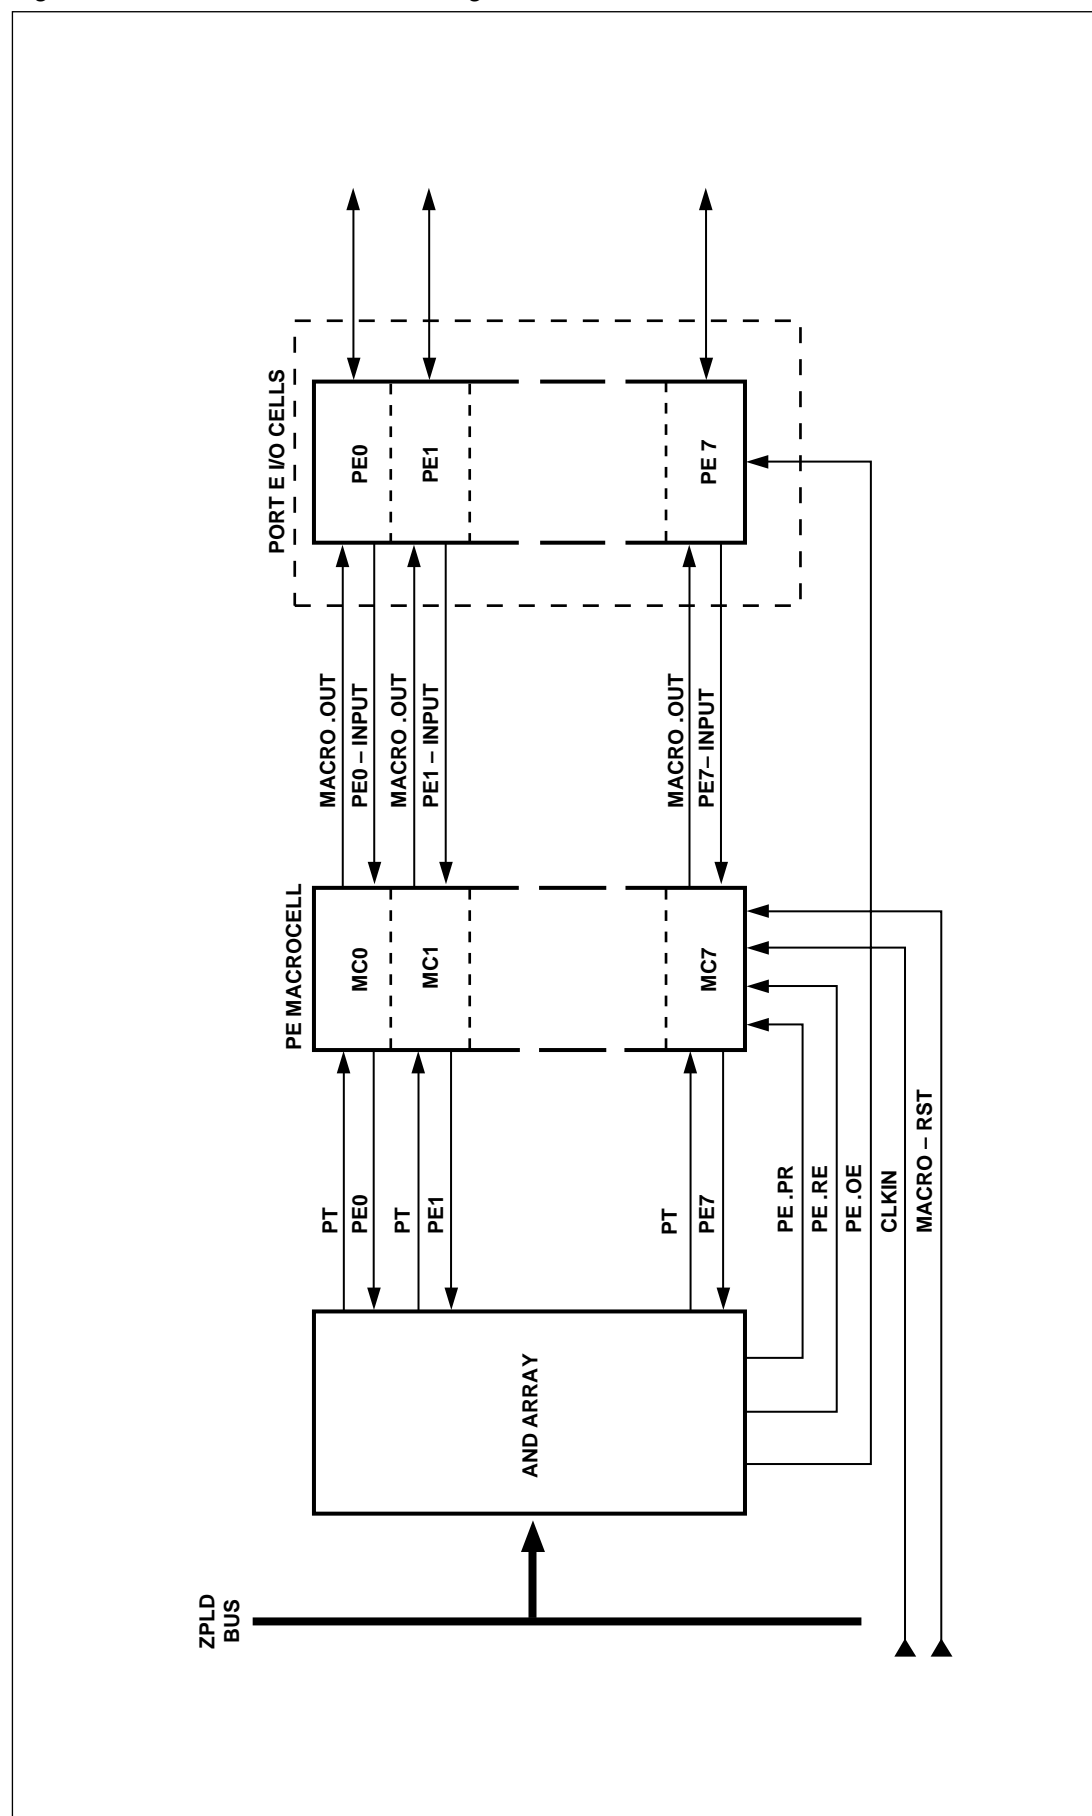 ZPLD
BUS
AND ARRAY
PT
PE0
PT
PE1
PT
PE7
PE .PR
PE .RE
PE .OE
CLKIN
MACRO – RST
PE MACROCELL
MC0
MC1
MC7
MACRO .OUT
PE0 – INPUT
MACRO .OUT
PE1 – INPUT
MACRO .OUT
PE7– INPUT
PORT E I/O CELLS
PE0
PE1
PE 7